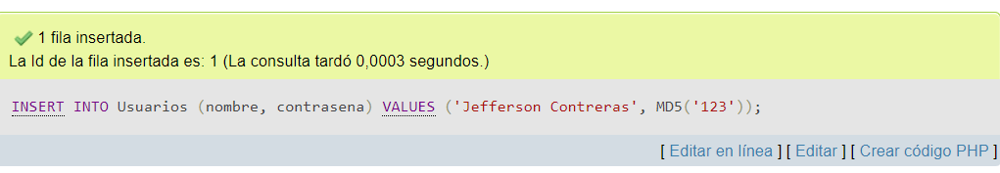 1 fila insertada.
La Id de la fila insertada es: 1 (La consulta tardó 0,0003 segundos.)
INSERT INTO Usuarios (nombre, contrasena) VALUES ('Jefferson Contreras', MD5('123'));
[ Editar en línea ] [ Editar ] [ Crear código PHP ]